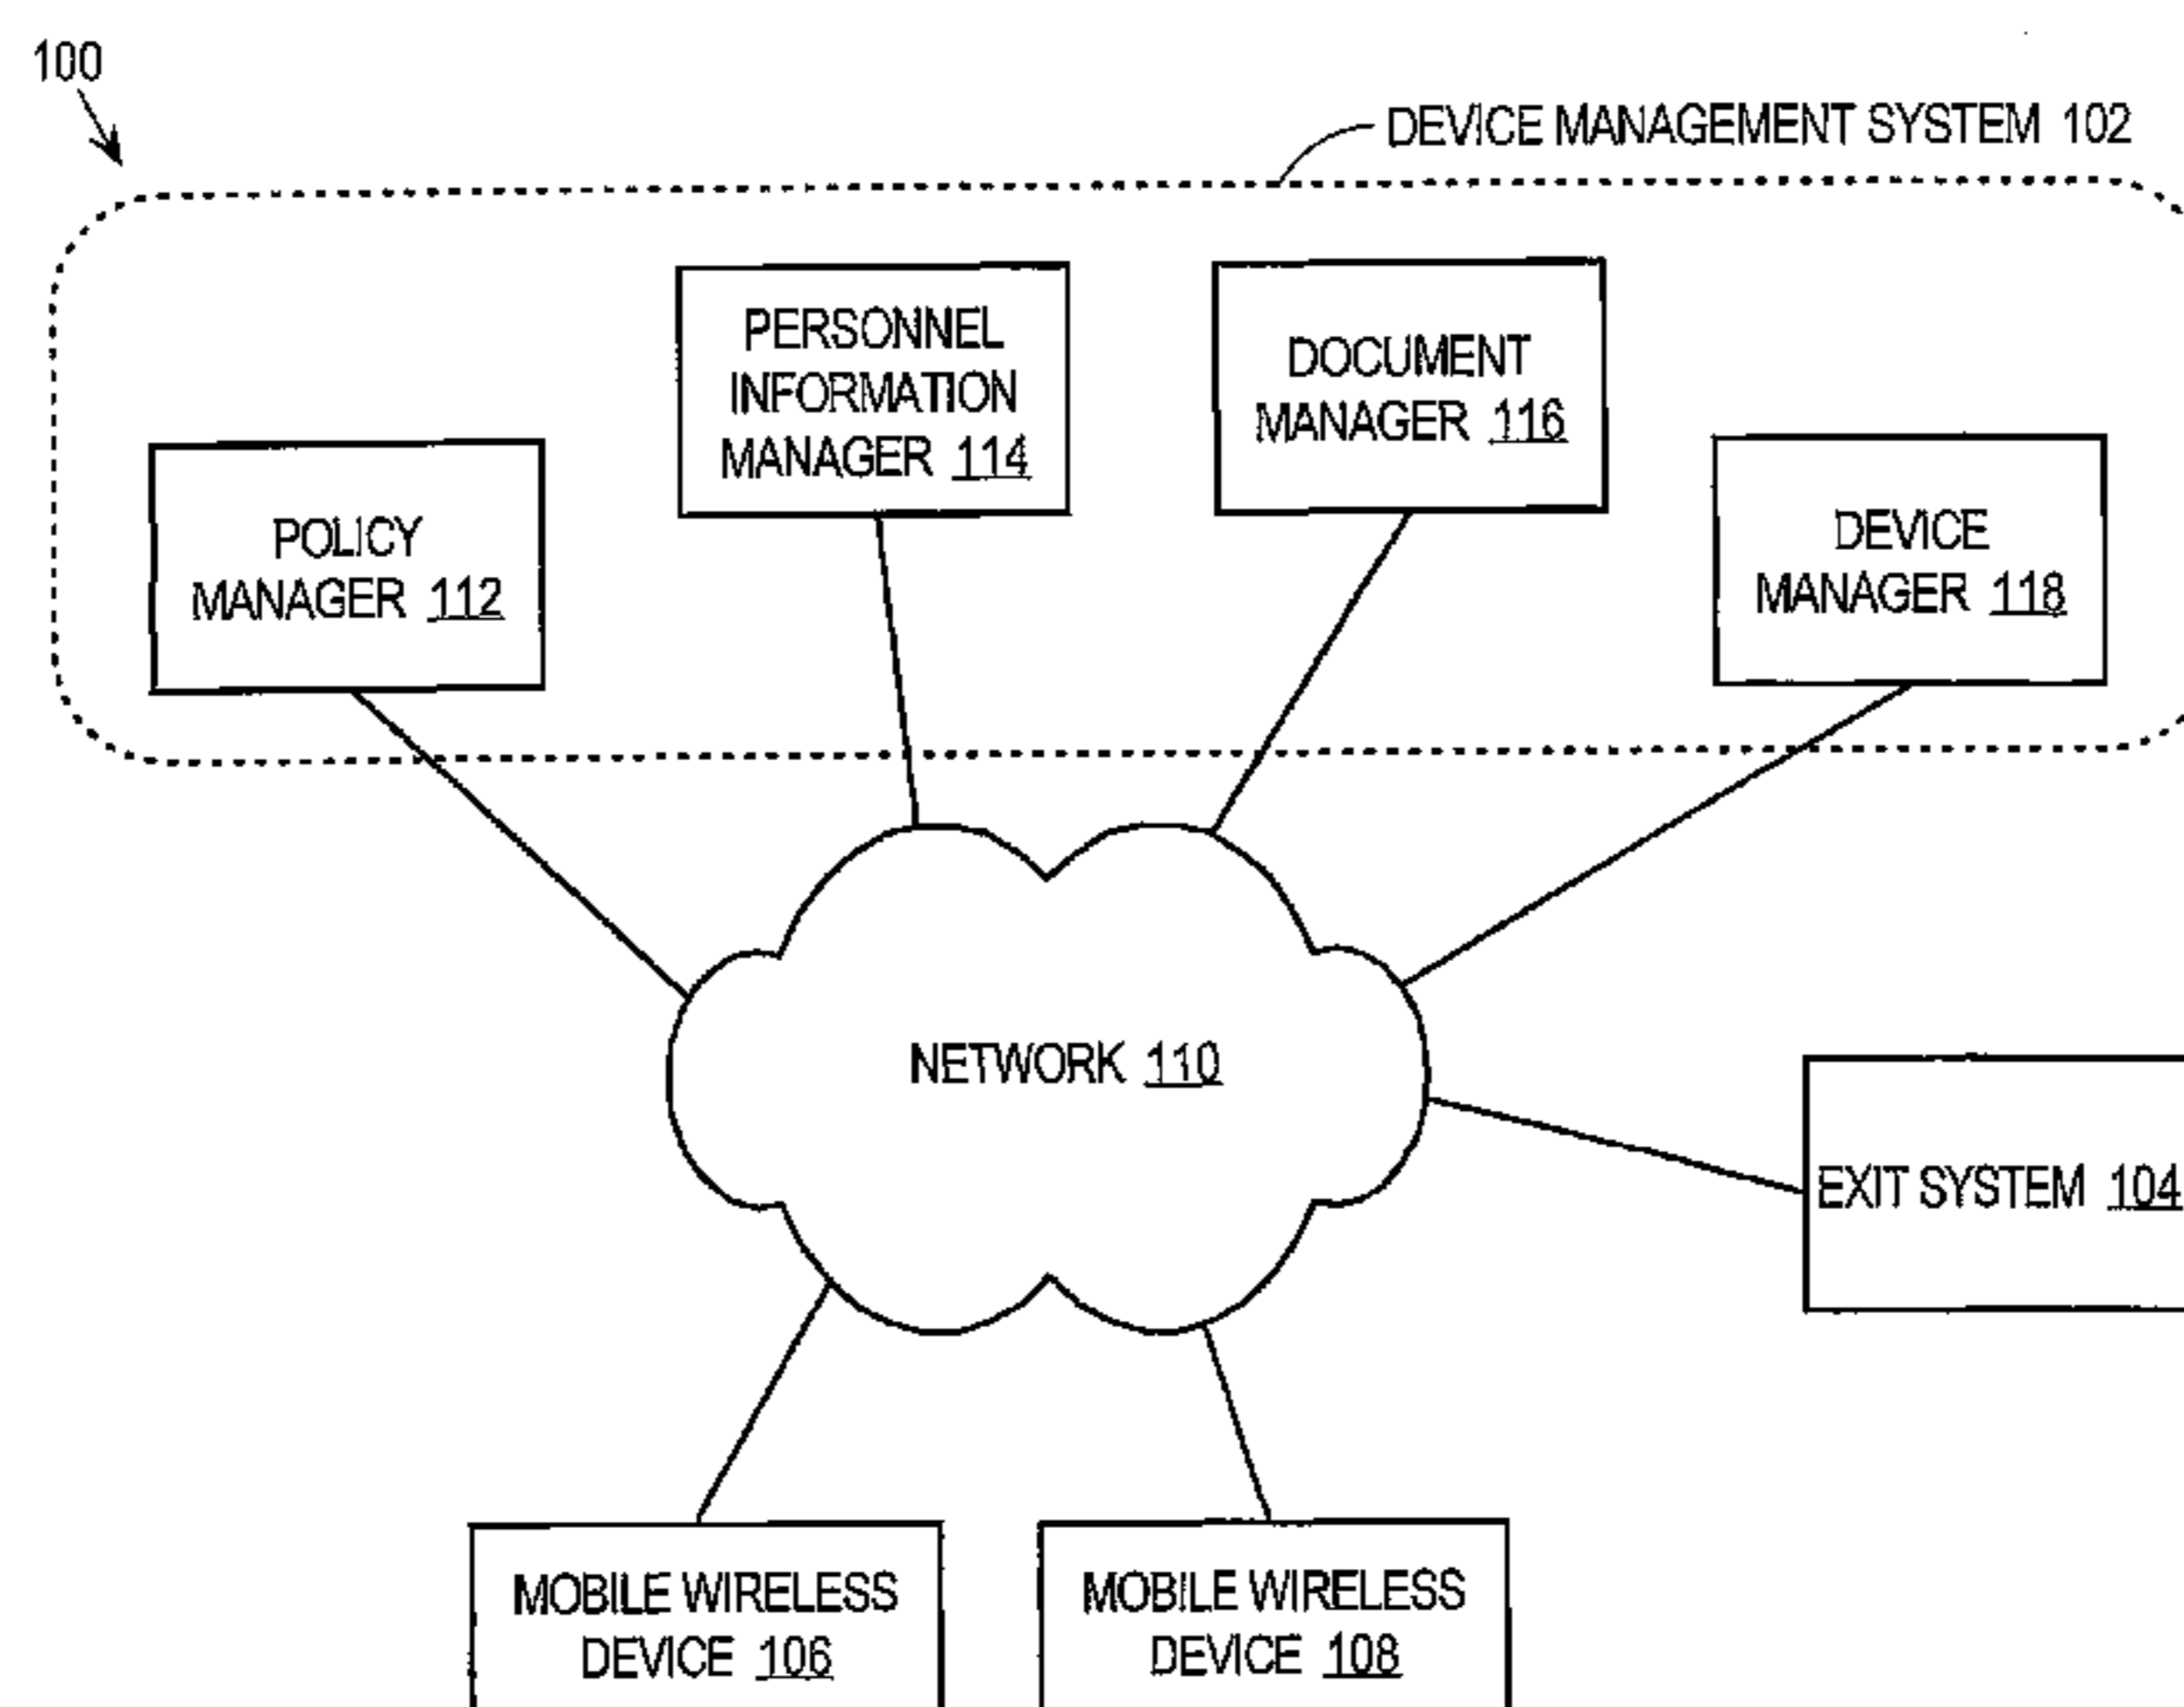 100
DEVICE MANAGEMENT SYSTEM 102
PERSONNEL
INFORMATION
MANAGER 114
DOCUMENT
MANAGER 116
POLICY
MANAGER 112
DEVICE
MANAGER 118
NETWORK 110
EXIT SYSTEM 104
MOBILE WIRELESS
DEVICE 106
MOBILE WIRELESS
DEVICE 108